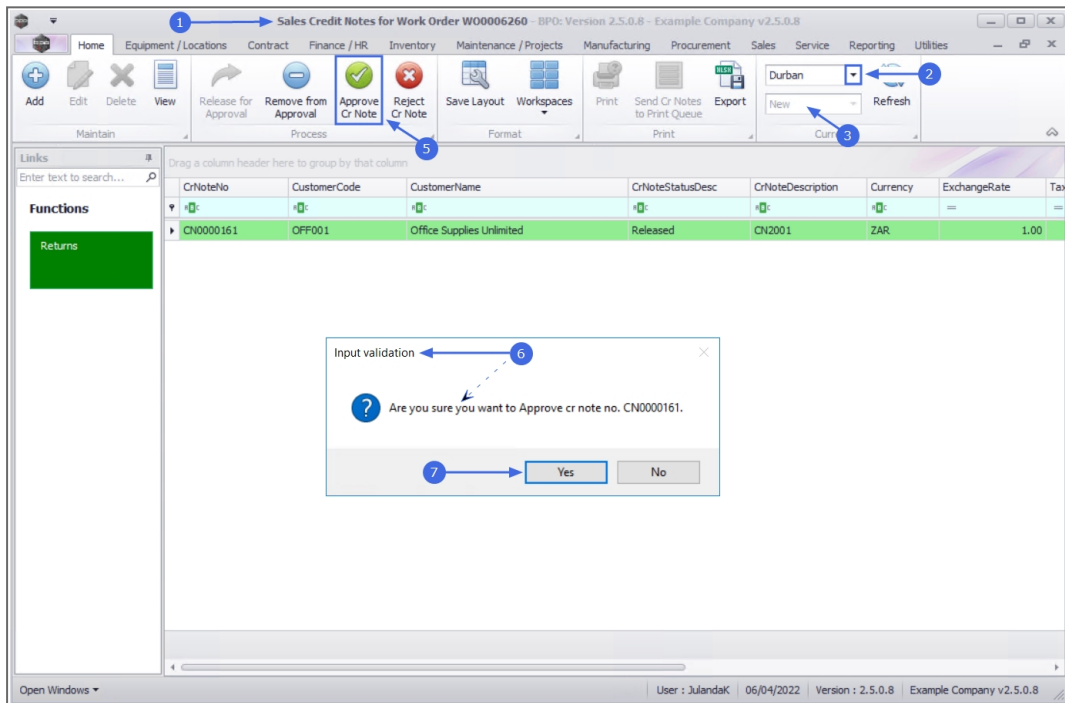 1
Sales Credit Notes for Work Order WO0006260 - BPO: Version 2.5.0.8 - Example Company v2.5.0.8
Home Equipment / Locations Contract Finance / HR Inventory Maintenance / Projects Manufacturing Procurement Sales Service Reporting Utilities
Add Edit Delete View Release for Approval Remove from Approval Approve Cr Note Reject Cr Note Save Layout Workspaces Print Send Cr Notes to Print Queue Export
Durban
2
New
Refresh
3
Maintain Process Format Print Curr
5
Links
Drag a column header here to group by that column
Enter text to search...
CrNoteNo CustomerCode CustomerName CrNoteStatusDesc CrNoteDescription Currency ExchangeRate Tax
Functions
= =
CN0000161 OFF001 Office Supplies Unlimited Released CN2001 ZAR 1.00
Returns
Input validation
6
? Are you sure you want to Approve cr note no. CN0000161.
7
Yes No
Open Windows User : JulandaK 06/04/2022 Version : 2.5.0.8 Example Company v2.5.0.8